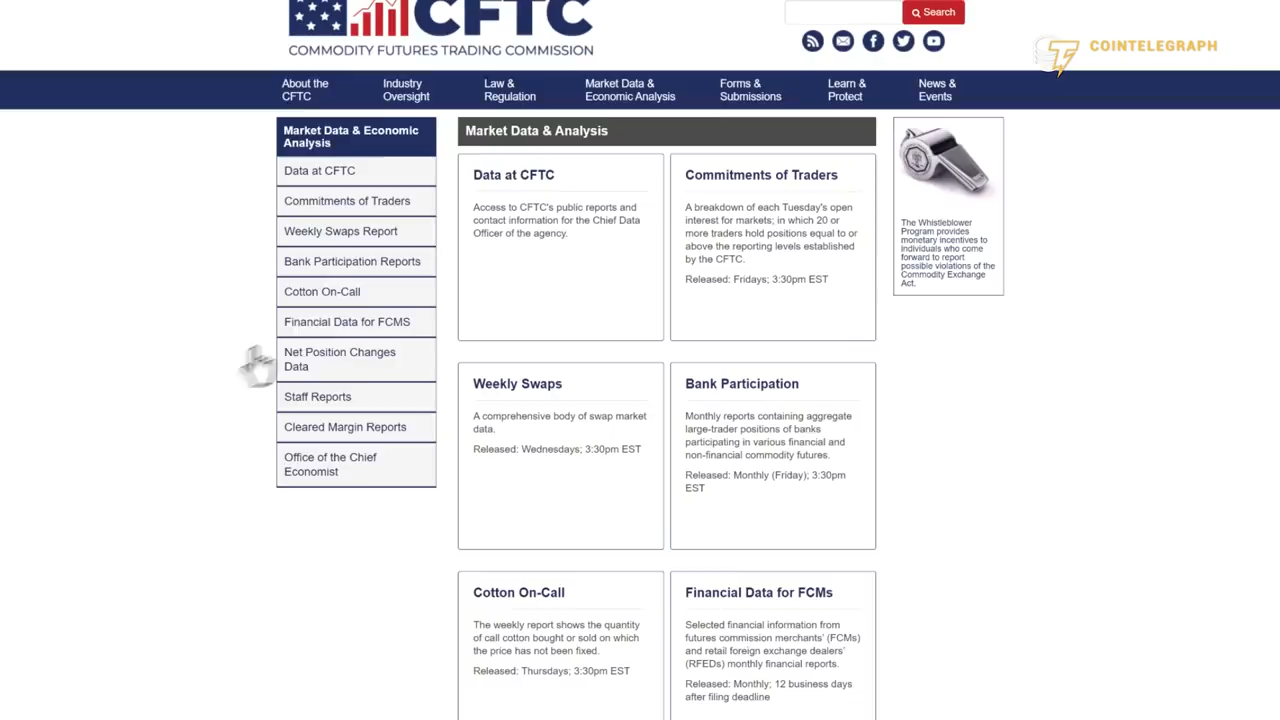 CFTC
COMMODITY FUTURES TRADING COMMISSION
Search
COINTELEGRAPH
About the
CFTC
Industry
Oversight
Law &
Regulation
Market Data &
Economic Analysis
Forms &
Submissions
Learn &
Protect
News &
Events
Market Data & Economic
Analysis
Data at CFTC
Commitments of Traders
Weekly Swaps Report
Bank Participation Reports
Cotton On-Call
Financial Data for FCMS
Net Position Changes
Data
Staff Reports
Cleared Margin Reports
Office of the Chief
Economist
Market Data & Analysis
Data at CFTC
Access to CFTC's public reports and
contact information for the Chief Data
Officer of the agency.
Commitments of Traders
A breakdown of each Tuesday's open
interest for markets; in which 20 or
more traders hold positions equal to or
above the reporting levels established
by the CFTC.
Released: Fridays; 3:30pm EST
Weekly Swaps
A comprehensive body of swap market
data.
Released: Wednesdays; 3:30pm EST
Bank Participation
Monthly reports containing aggregate
large-trader positions of banks
participating in various financial and
non-financial commodity futures.
Released: Monthly (Friday); 3:30pm
EST
Cotton On-Call
The weekly report shows the quantity
of call cotton bought or sold on which
the price has not been fixed.
Released: Thursdays; 3:30pm EST
Financial Data for FCMs
Selected financial information from
futures commission merchants' (FCMs)
and retail foreign exchange dealers'
(RFEDs) monthly financial reports.
Released: Monthly; 12 business days
after filing deadline
The Whistleblower
Program provides
monetary incentives to
individuals who come
forward to report
possible violations of the
Commodity Exchange
Act.